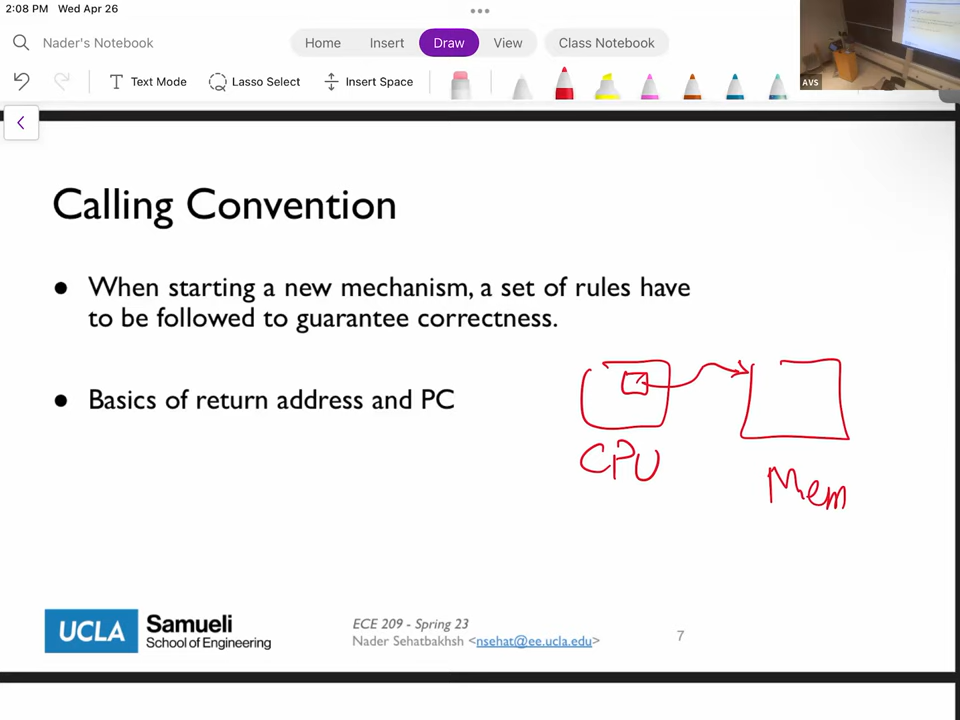 2:08 PM Wed Apr 26
Nader's Notebook
Home Insert Draw View Class Notebook
Text Mode Lasso Select Insert Space
AVS
Calling Convention
● When starting a new mechanism, a set of rules have
to be followed to guarantee correctness.
● Basics of return address and PC
CPU
Mem
UCLA Samueli
School of Engineering
ECE 209 - Spring 23
Nader Sehatbakhsh <nsehat@ee.ucla.edu>
7